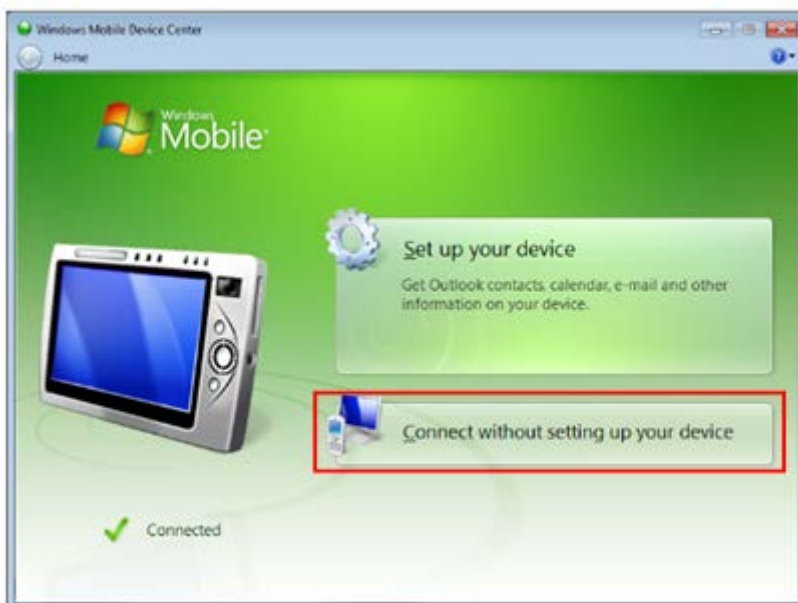 Windows Mobile Device Center
Home
Windows
Mobile
Set up your device
Get Outlook contacts, calendar, e-mail and other
information on your device.
Connect without setting up your device
Connected